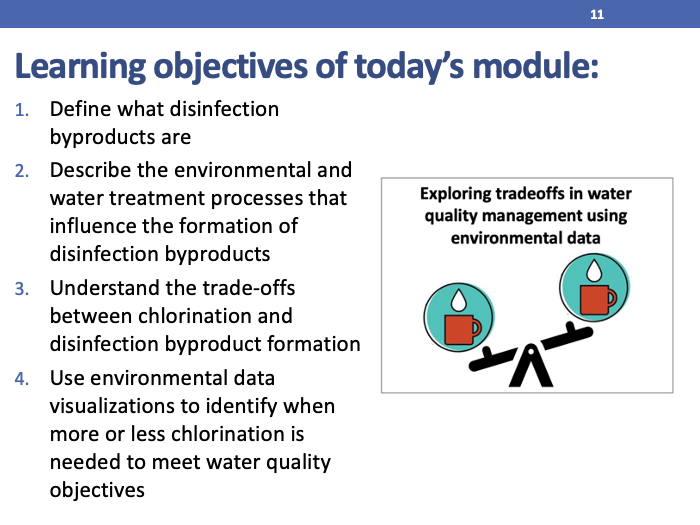 11
Learning objectives of today’s module:
1. Define what disinfection
byproducts are
2. Describe the environmental and
water treatment processes that
influence the formation of
disinfection byproducts
3. Understand the trade-offs
between chlorination and
disinfection byproduct formation
4. Use environmental data
visualizations to identify when
more or less chlorination is
needed to meet water quality
objectives
Exploring tradeoffs in water
quality management using
environmental data